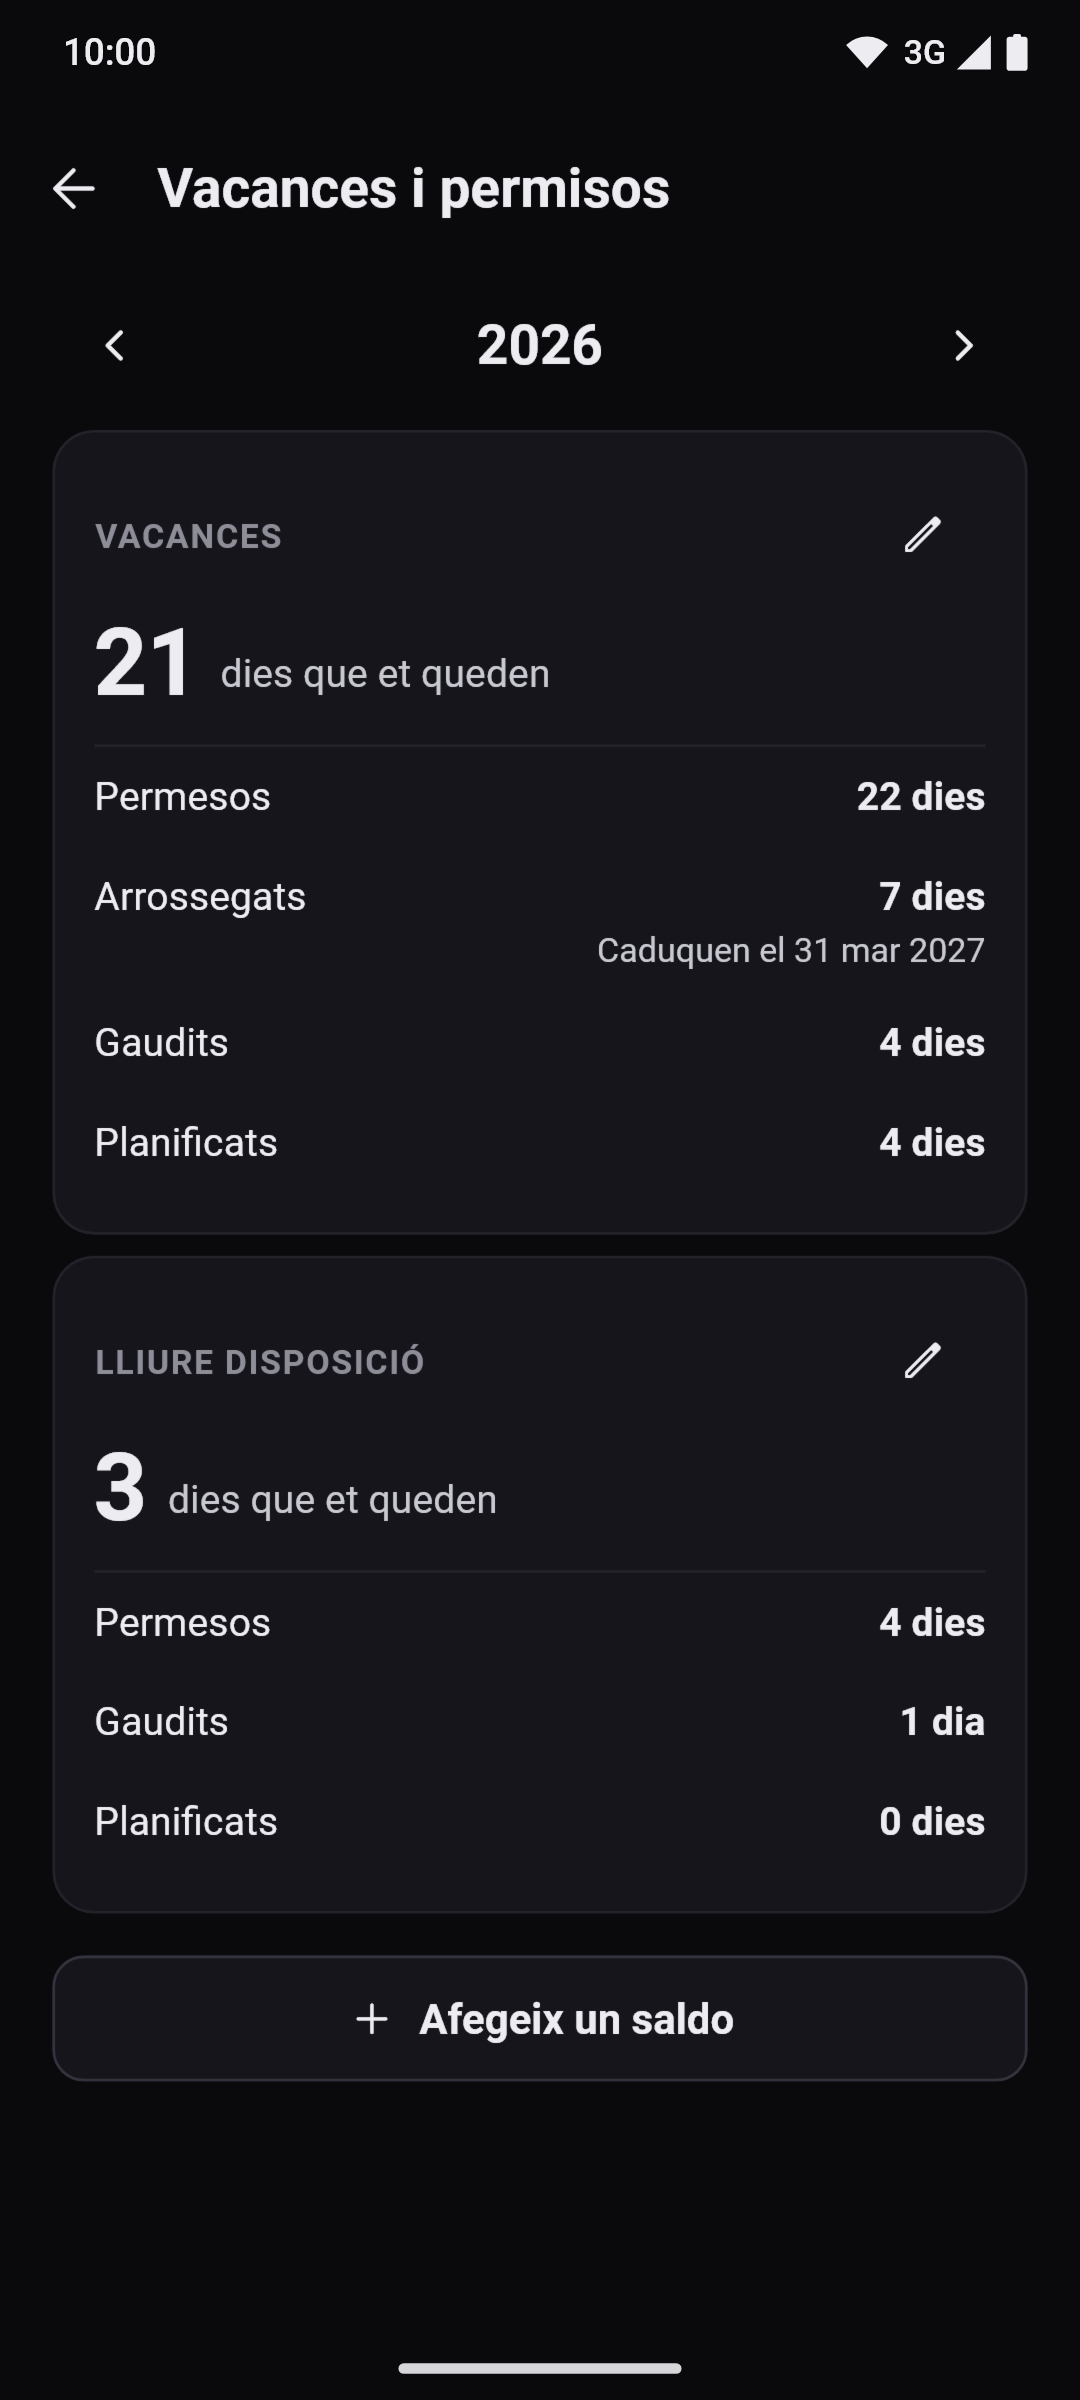 10:00
3G
Vacances i permisos
2026
VACANCES
21 dies que et queden
Permesos 22 dies
Arrossegats 7 dies
Caduquen el 31 mar 2027
Gaudits 4 dies
Planificats 4 dies
LLIURE DISPOSICIÓ
3 dies que et queden
Permesos 4 dies
Gaudits 1 dia
Planificats 0 dies
Afegeix un saldo